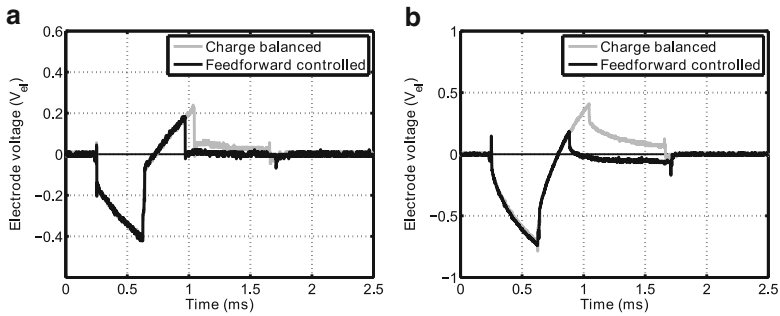 a
Electrode voltage (Vel)
0.6
0.4
0.2
0
−0.2
−0.4
0
0.5
1
1.5
2
2.5
Time (ms)
Charge balanced
Feedforward controlled
b
Electrode voltage (Vel)
1
0.5
0
−0.5
−1
0
0.5
1
1.5
2
2.5
Time (ms)
Charge balanced
Feedforward controlled